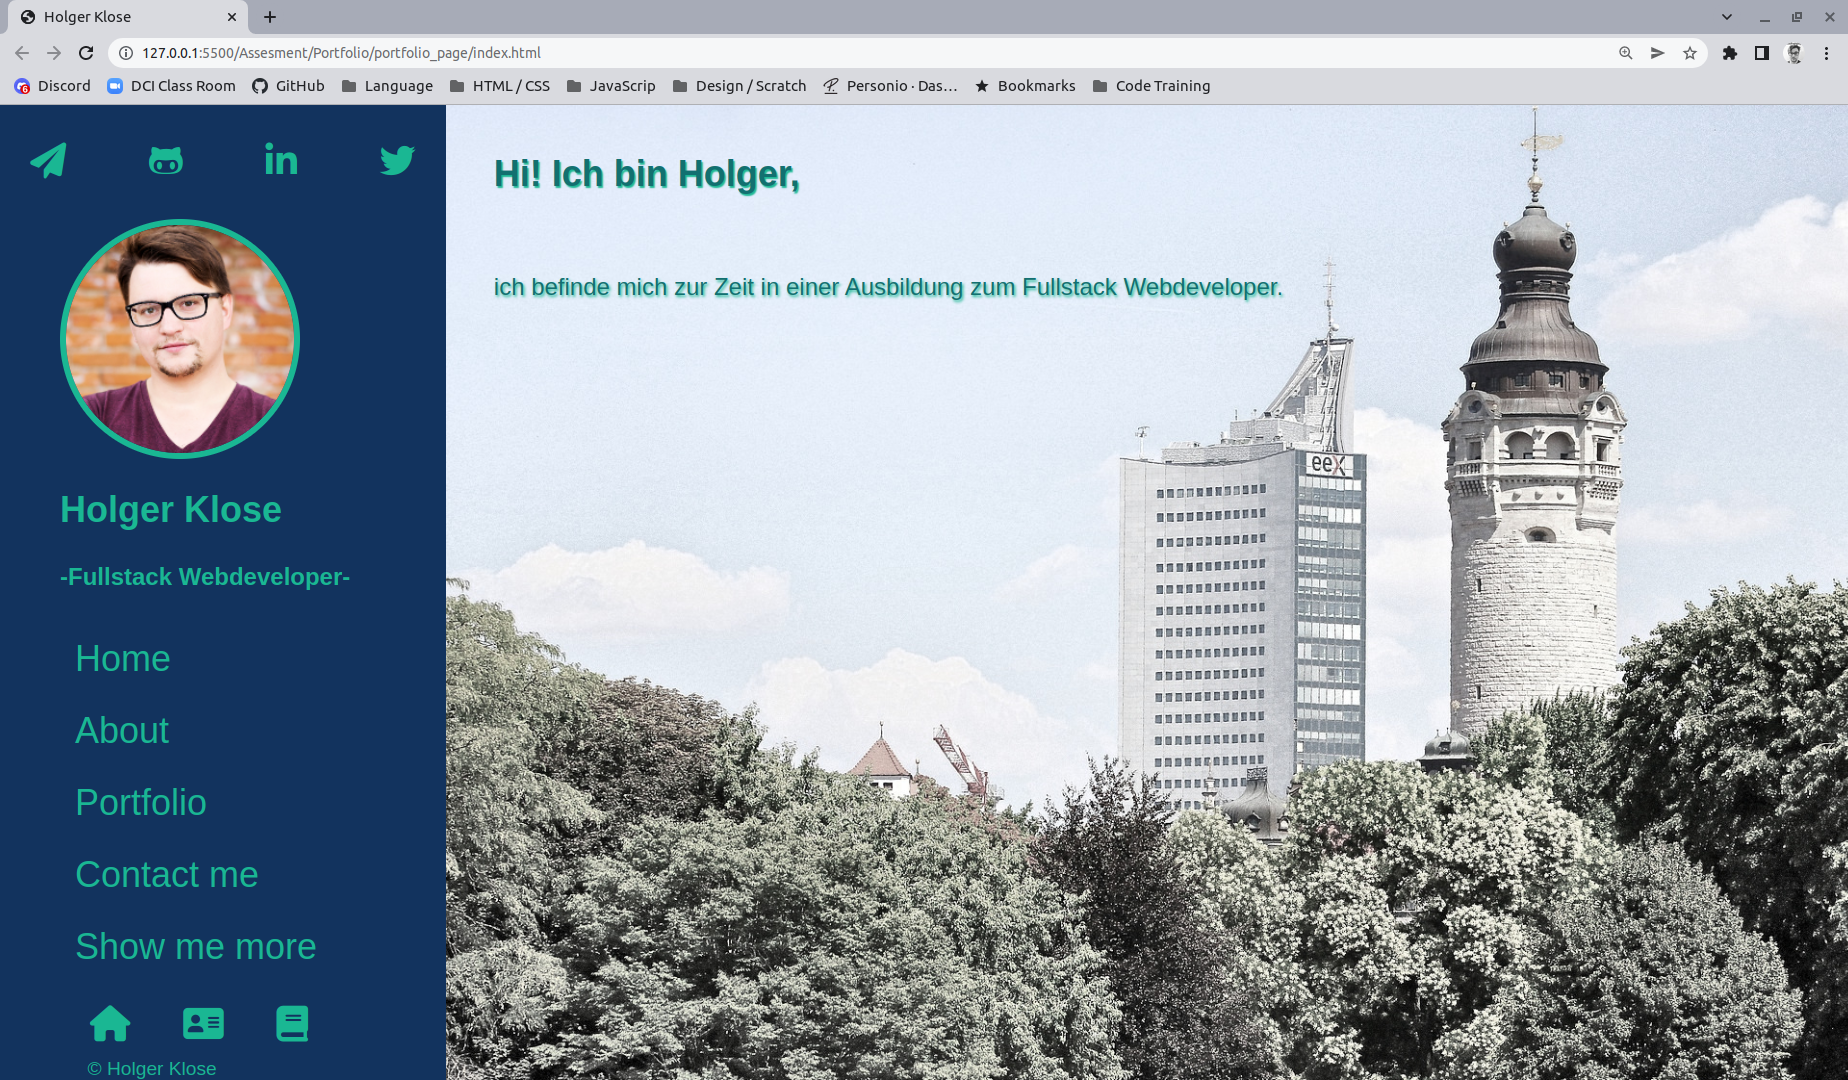 Holger Klose
127.0.0.1:5500/Assesment/Portfolio/portfolio_page/index.html
Discord DCI Class Room GitHub Language HTML / CSS JavaScrip Design / Scratch Personio · Das… Bookmarks Code Training
Hi! Ich bin Holger,
ich befinde mich zur Zeit in einer Ausbildung zum Fullstack Webdeveloper.
eex
Holger Klose
-Fullstack Webdeveloper-
Home
About
Portfolio
Contact me
Show me more
© Holger Klose